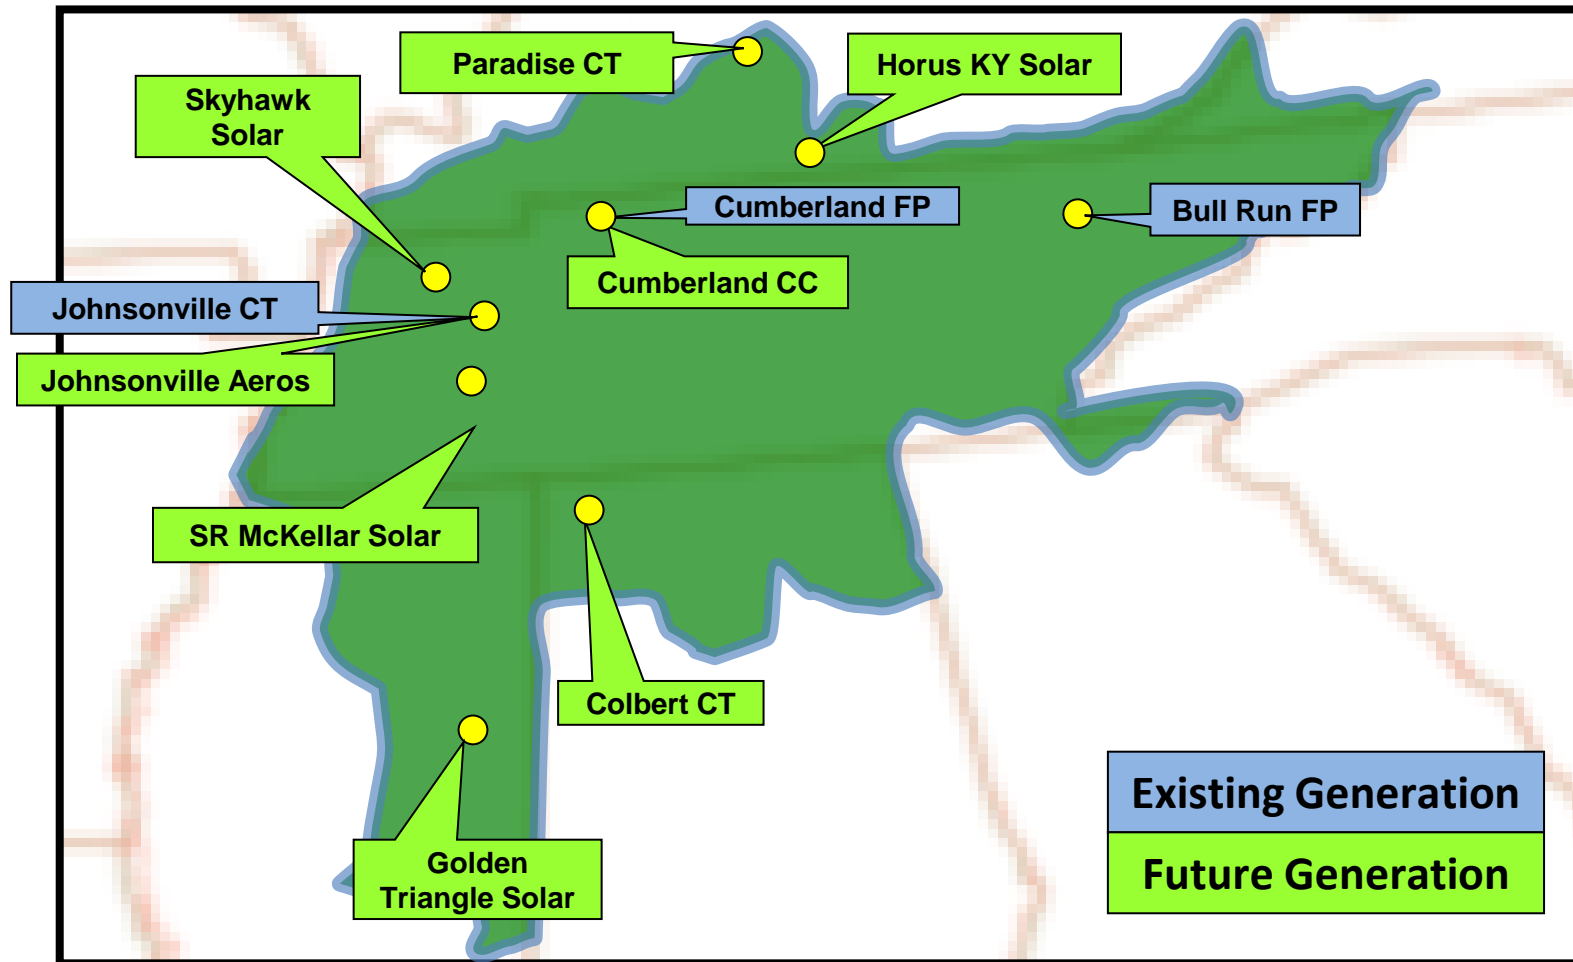 Paradise CT
Horus KY Solar
Skyhawk
Solar
Cumberland FP
Bull Run FP
Cumberland CC
Johnsonville CT
Johnsonville Aeros
SR McKellar Solar
Colbert CT
Golden
Triangle Solar
Existing Generation
Future Generation